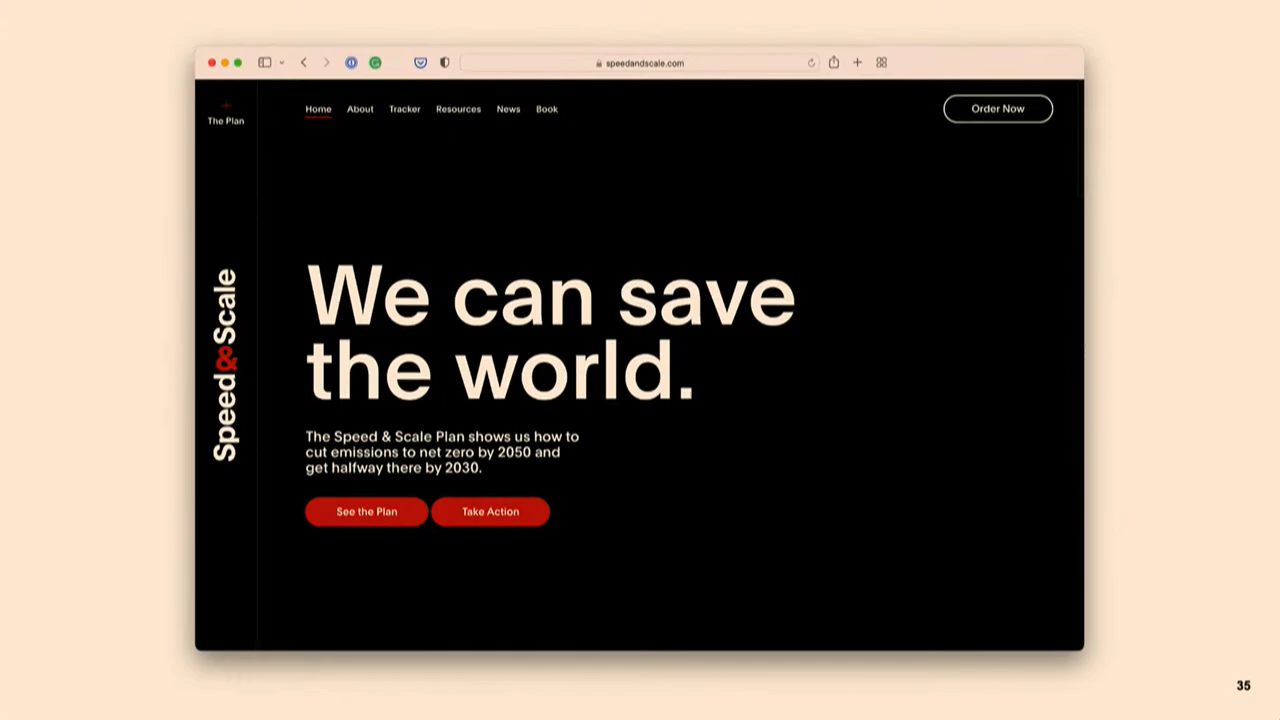 speedandscale.com
The Plan
Home About Tracker Resources News Book
Order Now
Speed&Scale
We can save
the world.
The Speed & Scale Plan shows us how to
cut emissions to net zero by 2050 and
get halfway there by 2030.
See the Plan
Take Action
35